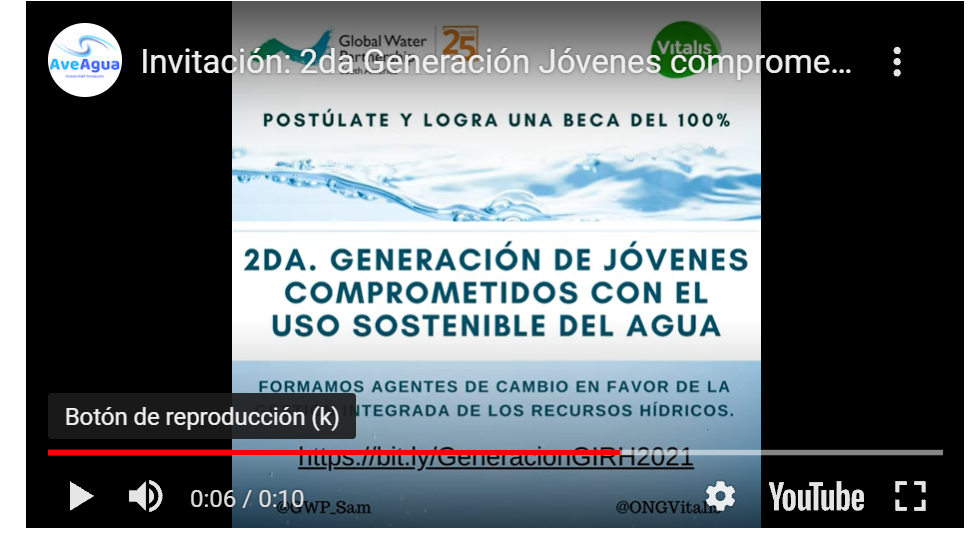 AveAgua
Invitación: 2da Generación Jóvenes comprome...
Global Water
Partnership
25
Vitalis
POSTÚLATE Y LOGRA UNA BECA DEL 100%
2DA. GENERACIÓN DE JÓVENES
COMPROMETIDOS CON EL
USO SOSTENIBLE DEL AGUA
FORMAMOS AGENTES DE CAMBIO EN FAVOR DE LA
INTEGRADA DE LOS RECURSOS HÍDRICOS.
Botón de reproducción (k)
https://bit.ly/GeneracionGIRH2021
0:06 / 0:10
YouTube
@GWP_Sam
@ONGVitalis